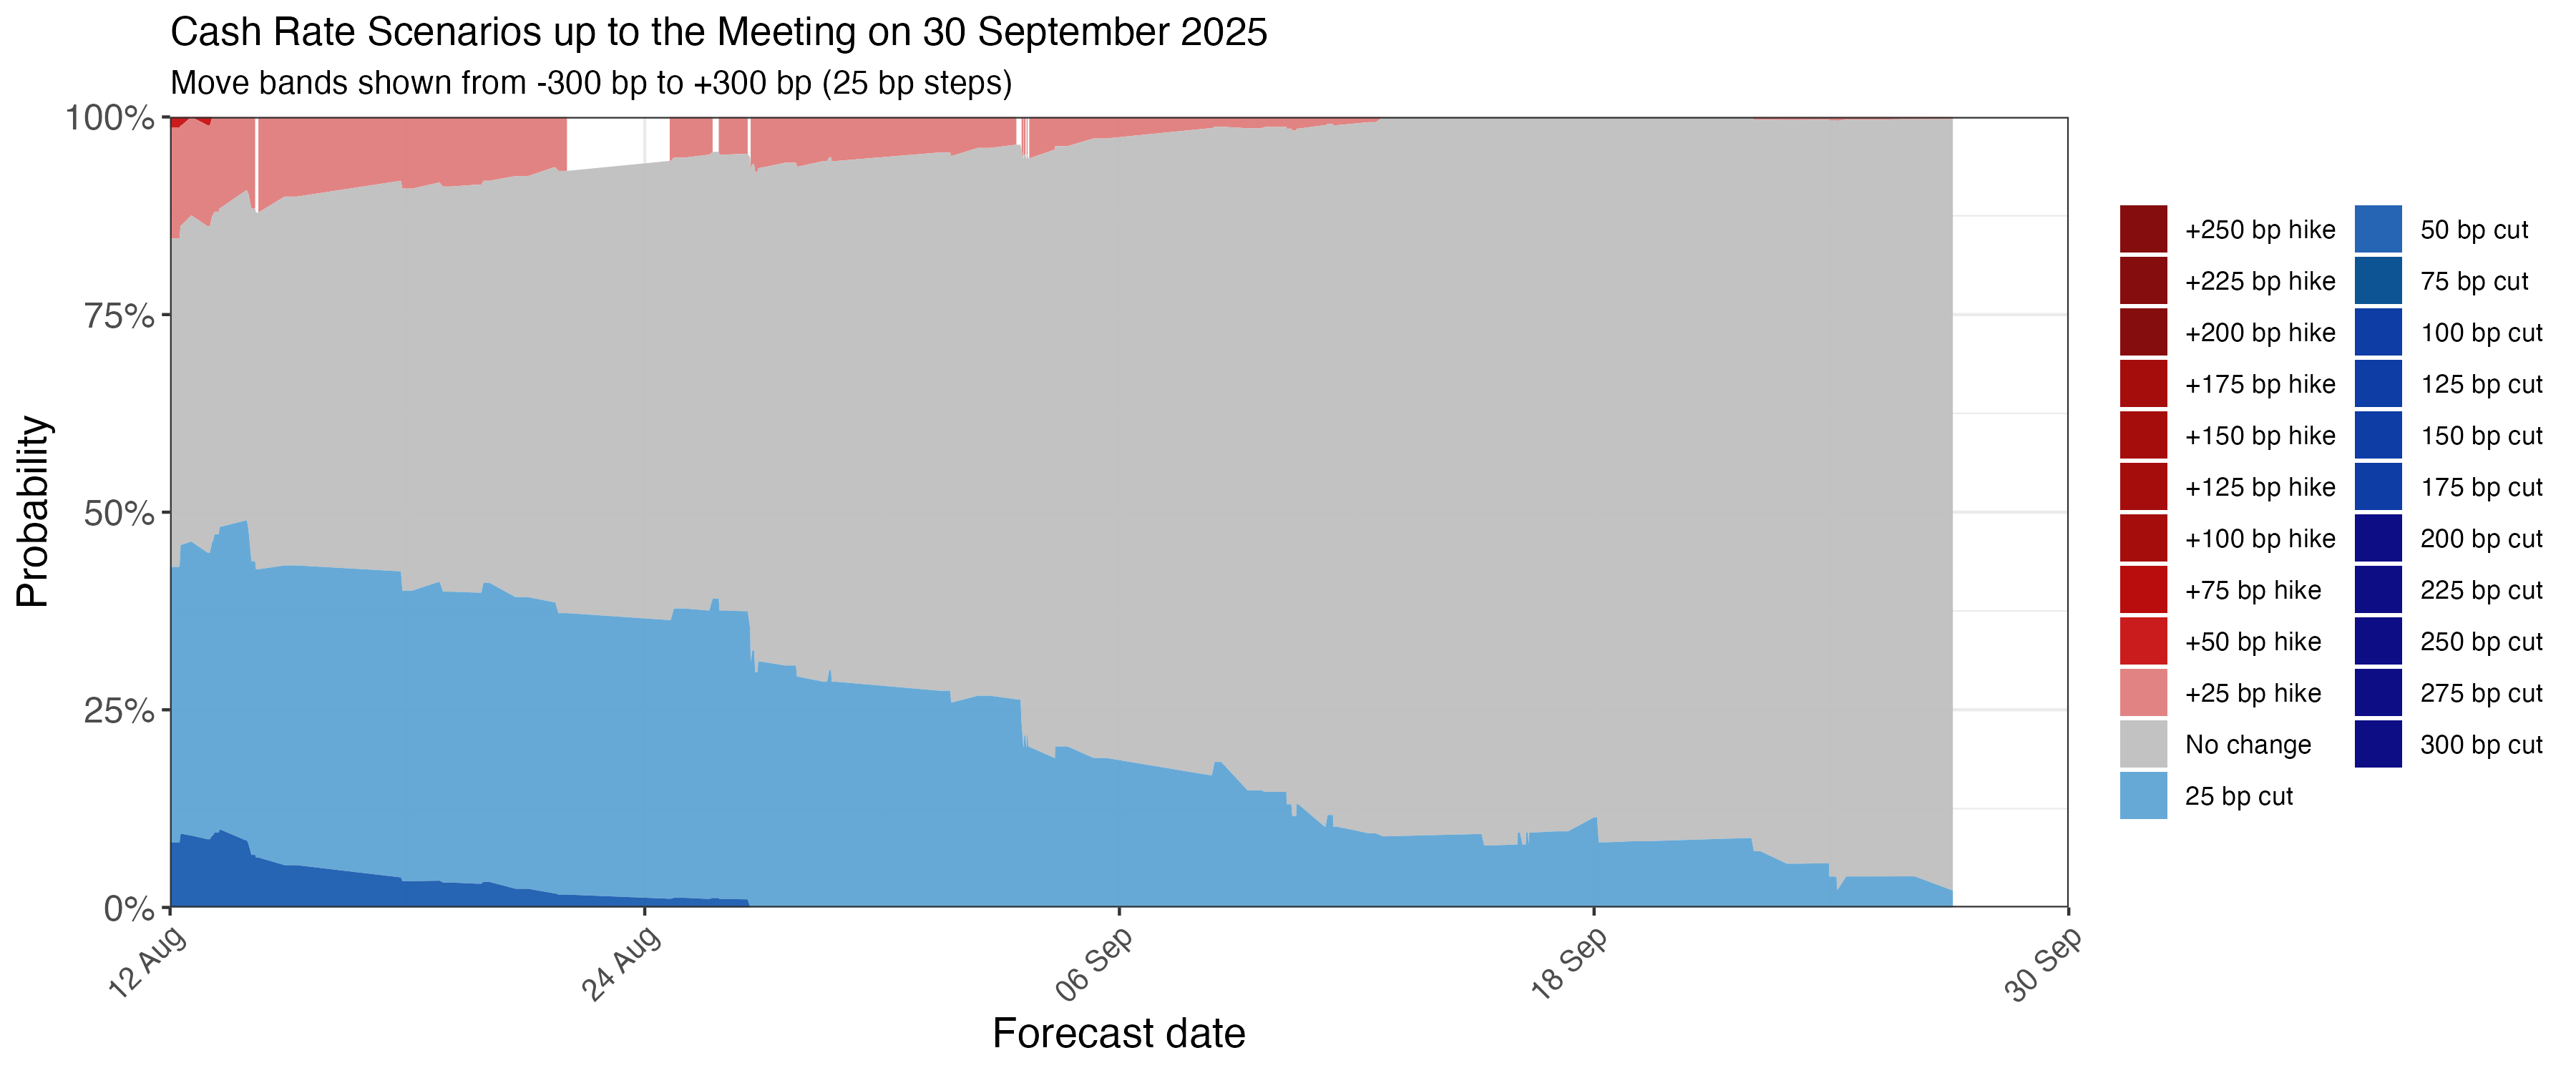 Cash Rate Scenarios up to the Meeting on 30 September 2025
Move bands shown from -300 bp to +300 bp (25 bp steps)
Probability
100%
75%
50%
25%
0%
12 Aug
24 Aug
06 Sep
18 Sep
30 Sep
Forecast date
+250 bp hike
+225 bp hike
+200 bp hike
+175 bp hike
+150 bp hike
+125 bp hike
+100 bp hike
+75 bp hike
+50 bp hike
+25 bp hike
No change
25 bp cut
50 bp cut
75 bp cut
100 bp cut
125 bp cut
150 bp cut
175 bp cut
200 bp cut
225 bp cut
250 bp cut
275 bp cut
300 bp cut